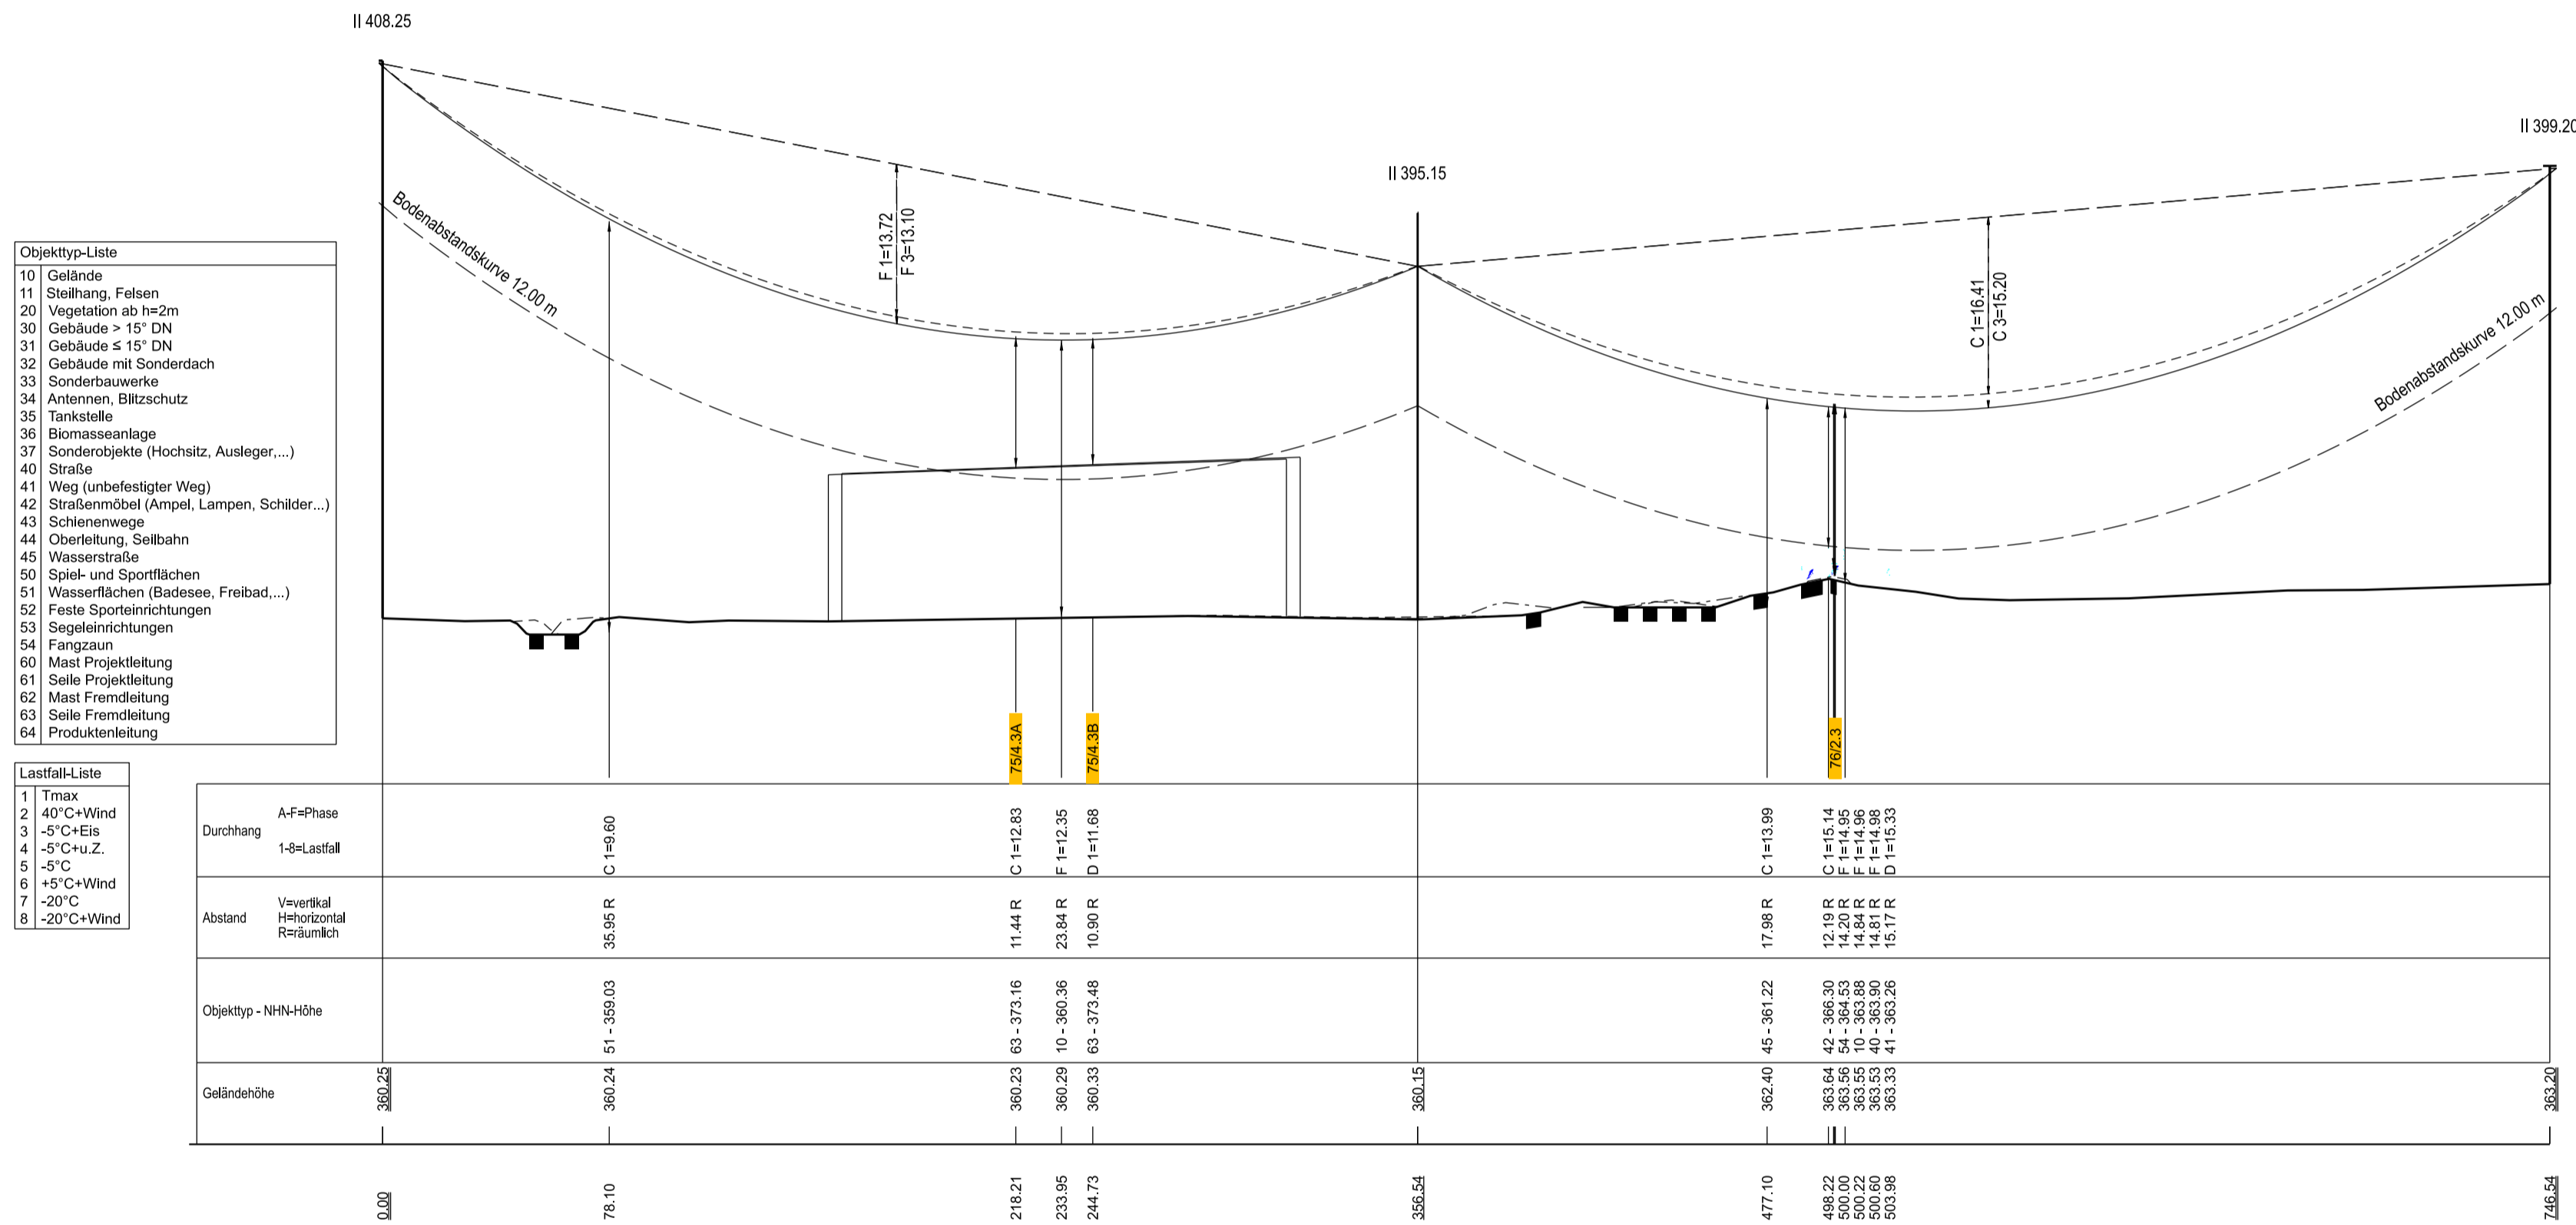 II 408.25
II 399.20
II 395.15
Bodenabstandskurve 12.00 m
F 1=13.72
F 3=13.10
C 1=16.41
C 3=15.20
Bodenabstandskurve 12.00 m
Objekttyp-Liste
10 Gelände
11 Steilhang, Felsen
20 Vegetation ab h=2m
30 Gebäude > 15° DN
31 Gebäude ≤ 15° DN
32 Gebäude mit Sonderdach
33 Sonderbauwerke
34 Antennen, Blitzschutz
35 Tankstelle
36 Biomasseanlage
37 Sonderobjekte (Hochsitz, Ausleger,...)
40 Straße
41 Weg (unbefestigter Weg)
42 Straßenmöbel (Ampel, Lampen, Schilder...)
43 Schienenwege
44 Oberleitung, Seilbahn
45 Wasserstraße
50 Spiel- und Sportflächen
51 Wasserflächen (Badesee, Freibad,...)
52 Feste Sporteinrichtungen
53 Segeleinrichtungen
54 Fangzaun
60 Mast Projektleitung
61 Seile Projektleitung
62 Mast Fremdleitung
63 Seile Fremdleitung
64 Produktenleitung
Lastfall-Liste
1 Tmax
2 40°C+Wind
3 -5°C+Eis
4 -5°C+u.Z.
5 -5°C
6 +5°C+Wind
7 -20°C
8 -20°C+Wind
75/4.3A
75/4.3B
76/2.3
Durchhang
A-F=Phase
1-8=Lastfall
C 1=9.60
C 1=12.83
F 1=12.35
D 1=11.68
C 1=13.99
C 1=15.14
F 1=14.95
F 1=14.96
F 1=14.98
D 1=15.33
Abstand
V=vertikal
H=horizontal
R=räumlich
35.95 R
11.44 R
23.84 R
10.90 R
17.98 R
12.19 R
14.20 R
14.84 R
14.81 R
15.17 R
Objekttyp - NHN-Höhe
51 - 359.03
63 - 373.16
10 - 360.36
63 - 373.48
45 - 361.22
42 - 366.30
54 - 364.53
10 - 363.88
40 - 363.90
41 - 363.26
Geländehöhe
360.25
360.24
360.23
360.29
360.33
360.15
362.40
363.64
363.56
363.55
363.53
363.33
363.20
0.00
78.10
218.21
233.95
244.73
356.54
477.10
498.22
500.00
500.22
500.60
503.98
746.54